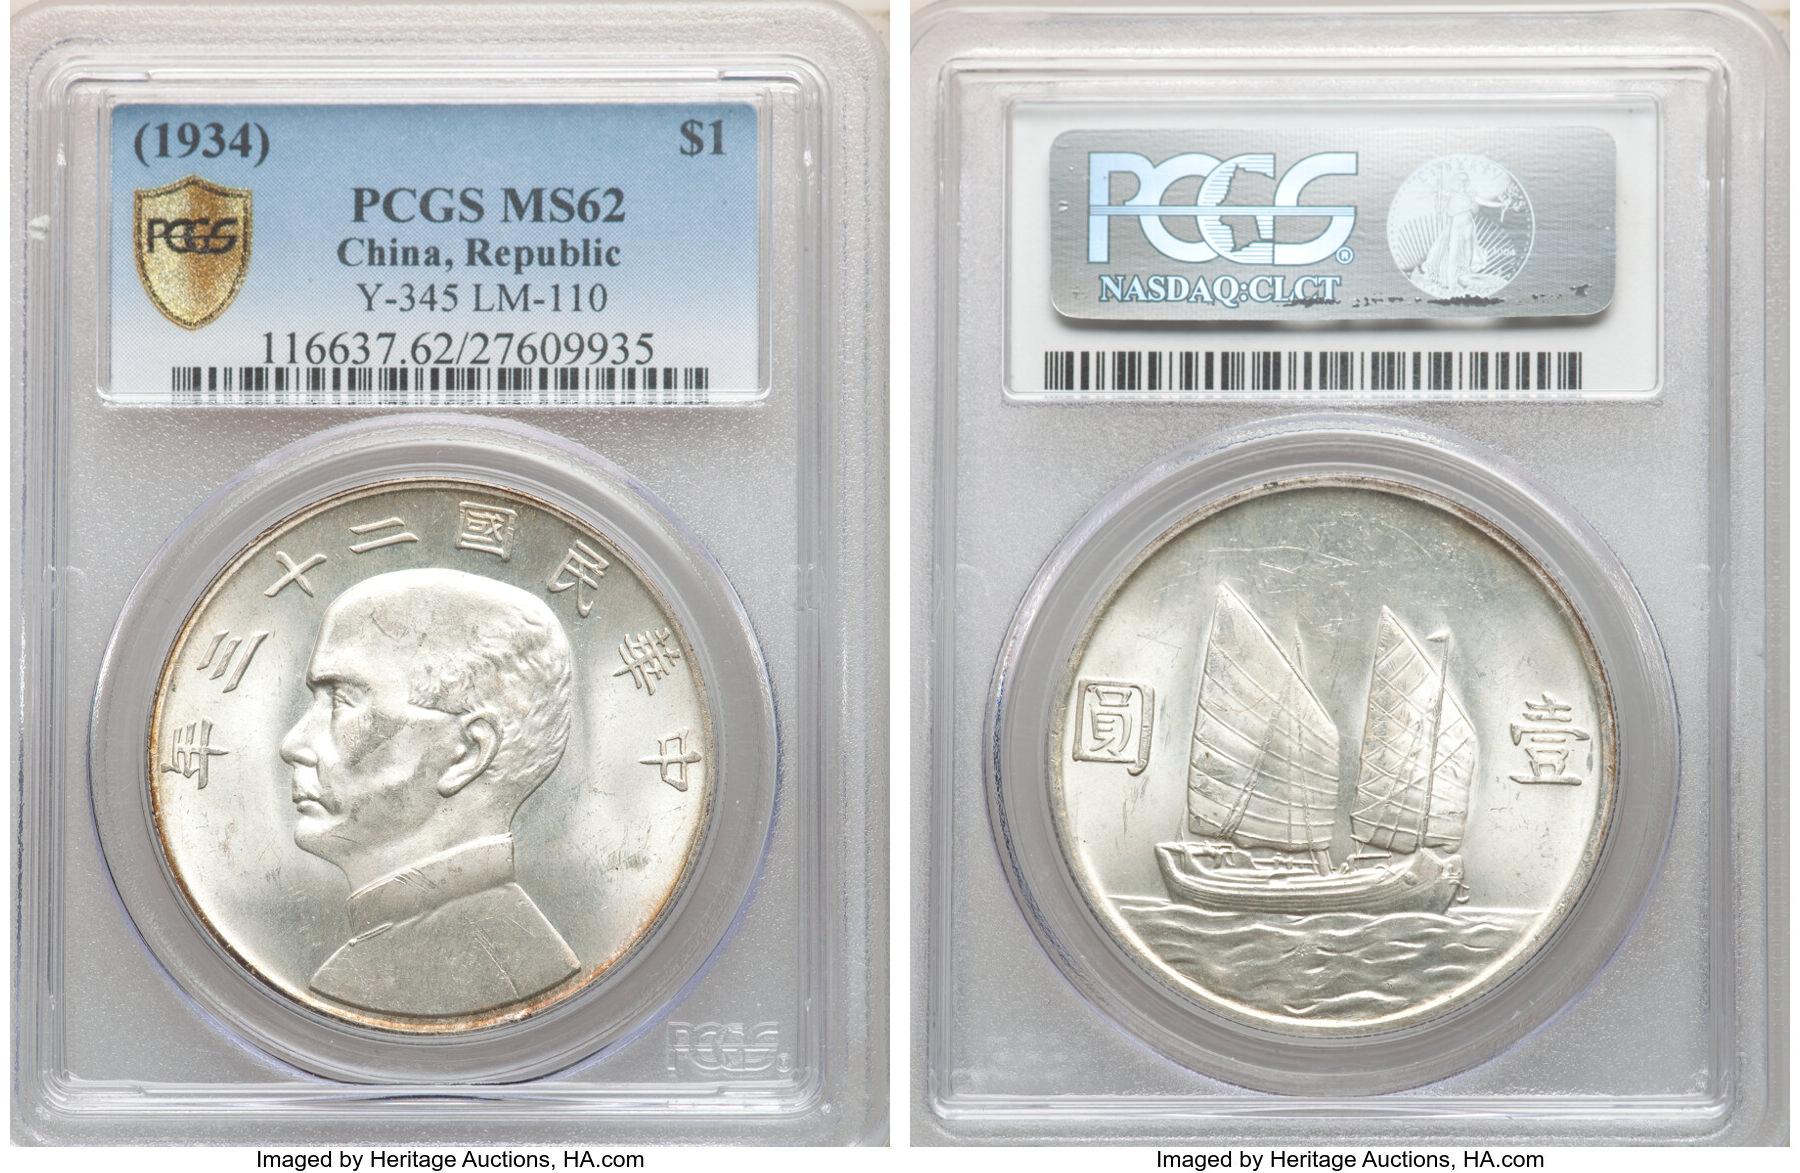 (1934) $1
PCGS MS62
PCGS
China, Republic
Y-345 LM-110
116637.62/27609935
中華民國二十三年
PCGS®
PCGS®
NASDAQ:CLCT
壹圓
Imaged by Heritage Auctions, HA.com
Imaged by Heritage Auctions, HA.com